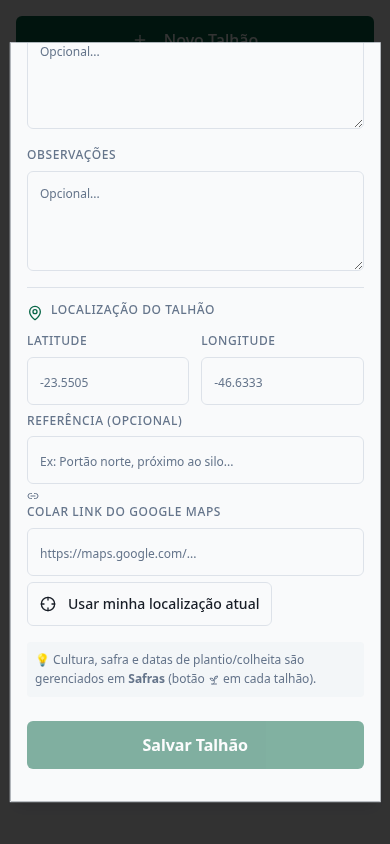 Novo Talhão
Opcional...
OBSERVAÇÕES
Opcional...
LOCALIZAÇÃO DO TALHÃO
LATITUDE
LONGITUDE
-23.5505
-46.6333
REFERÊNCIA (OPCIONAL)
Ex: Portão norte, próximo ao silo...
COLAR LINK DO GOOGLE MAPS
https://maps.google.com/...
Usar minha localização atual
💡 Cultura, safra e datas de plantio/colheita são
gerenciados em Safras (botão 🌱 em cada talhão).
Salvar Talhão